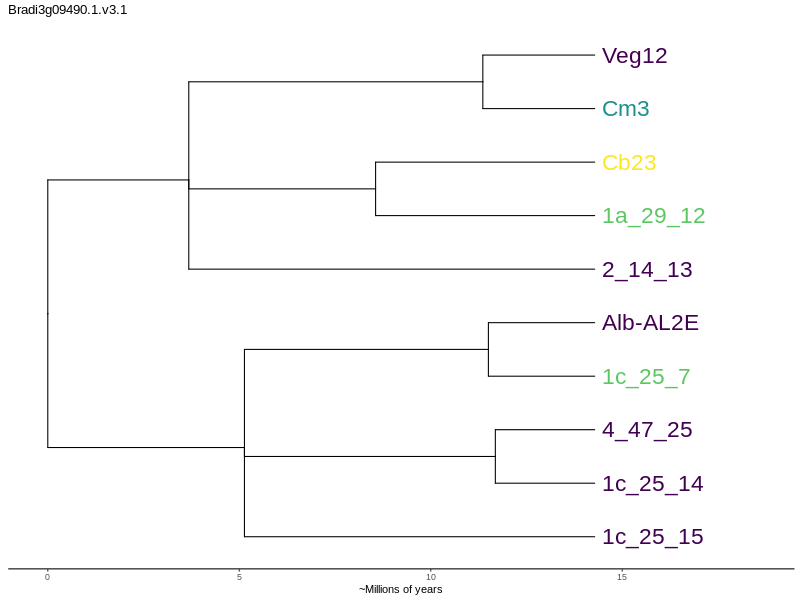 Bradi3g09490.1.v3.1
Veg12
Cm3
Cb23
1a_29_12
2_14_13
Alb-AL2E
1c_25_7
4_47_25
1c_25_14
1c_25_15
0 5 10 15
~Millions of years